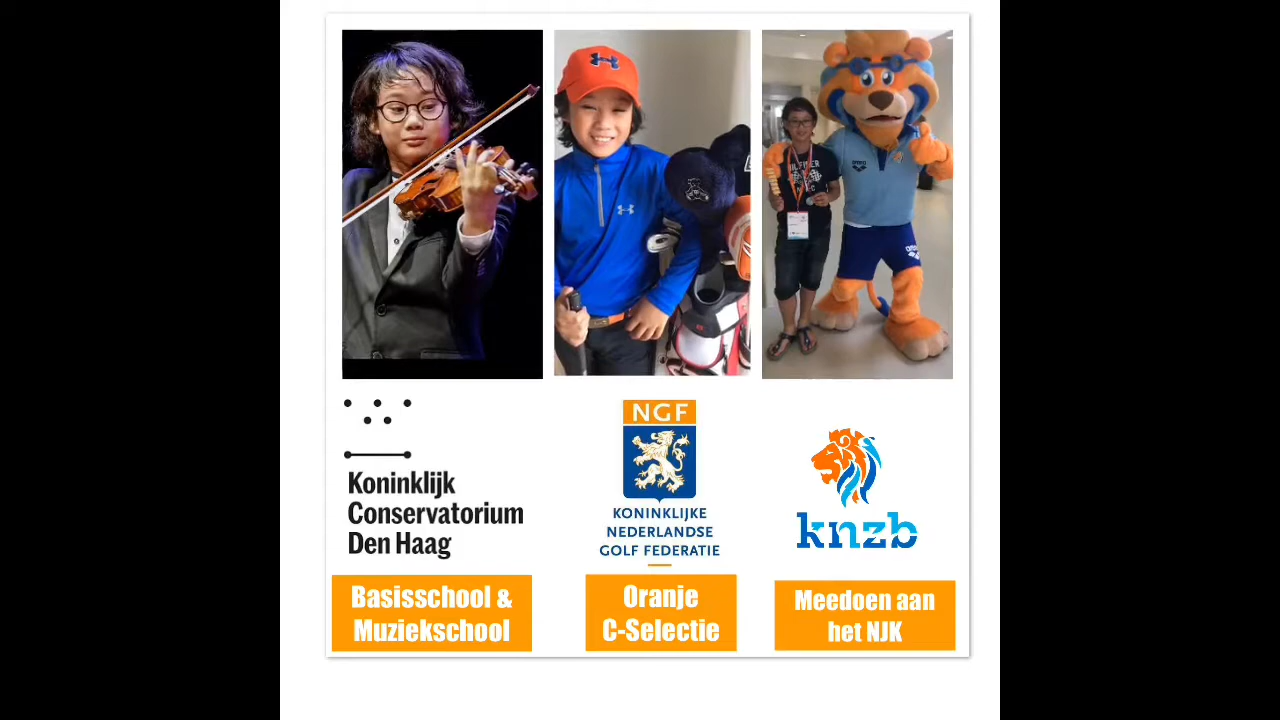 Koninklijk
Conservatorium
Den Haag
Basisschool &
Muziekschool
NGF
KONINKLIJKE
NEDERLANDSE
GOLF FEDERATIE
Oranje
C-Selectie
knzb
Meedoen aan
het NJK